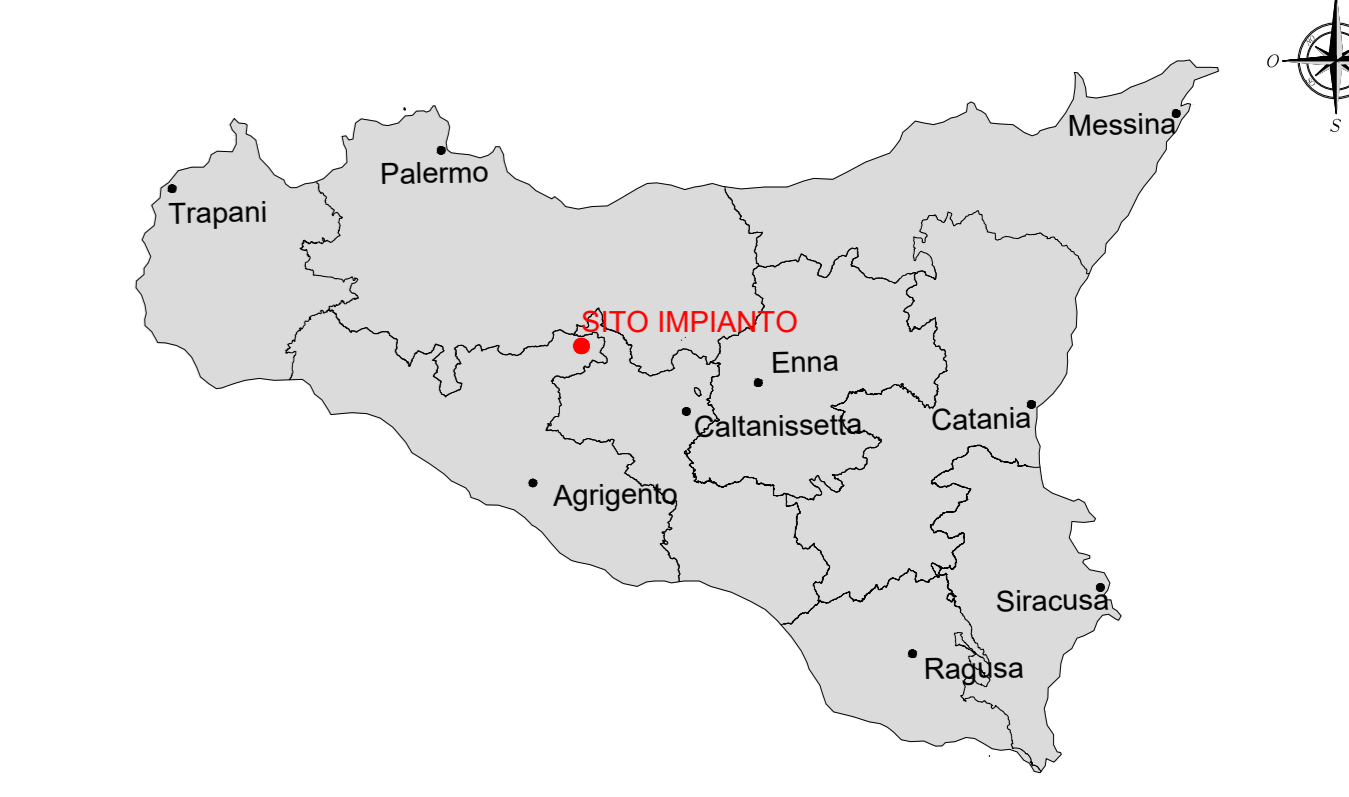 O
S
Messina
Palermo
Trapani
SITO IMPIANTO
Enna
Caltanissetta
Catania
Agrigento
Siracusa
Ragusa